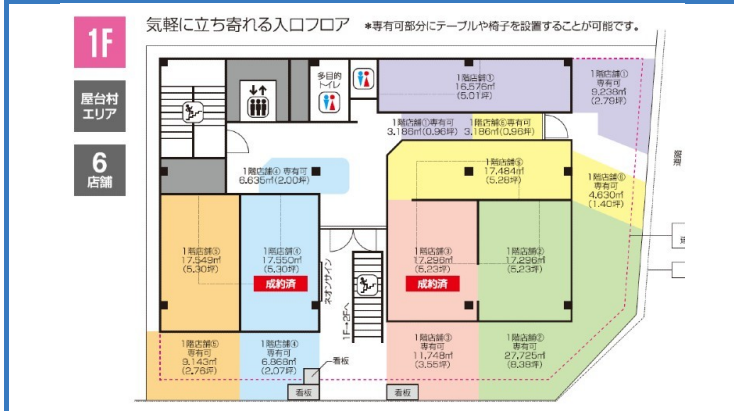 1F
気軽に立ち寄れる入口フロア
*専有可部分にテーブルや椅子を設置することが可能です。
屋台村
エリア
6
店舗
多目的
トイレ
1階店舗①
16.576㎡
(5.01坪)
1階店舗①
専有可
9.238㎡
(2.79坪)
1階店舗①専有可
3.186㎡(0.96坪)
1階店舗⑥専有可
3.186㎡(0.96坪)
1階店舗④ 専有可
6.635㎡(2.00坪)
1階店舗⑥
17.484㎡
(5.28坪)
1階店舗⑥
専有可
4.630㎡
(1.40坪)
1階店舗⑤
17.549㎡
(5.30坪)
1階店舗④
17.550㎡
(5.30坪)
成約済
ネオンサイン
1F→2Fへ
1階店舗③
17.296㎡
(5.23坪)
成約済
1階店舗②
17.296㎡
(5.23坪)
1階店舗⑤
専有可
9.143㎡
(2.76坪)
1階店舗④
専有可
6.866㎡
(2.07坪)
看板
看板
1階店舗③
専有可
11.748㎡
(3.55坪)
看板
1階店舗②
専有可
27.725㎡
(8.38坪)